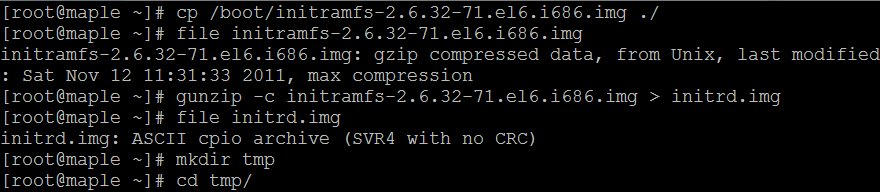 [root@maple ~]# cp /boot/initramfs-2.6.32-71.el6.i686.img ./
[root@maple ~]# file initramfs-2.6.32-71.el6.i686.img
initramfs-2.6.32-71.el6.i686.img: gzip compressed data, from Unix, last modified
: Sat Nov 12 11:31:33 2011, max compression
[root@maple ~]# gunzip -c initramfs-2.6.32-71.el6.i686.img > initrd.img
[root@maple ~]# file initrd.img
initrd.img: ASCII cpio archive (SVR4 with no CRC)
[root@maple ~]# mkdir tmp
[root@maple ~]# cd tmp/